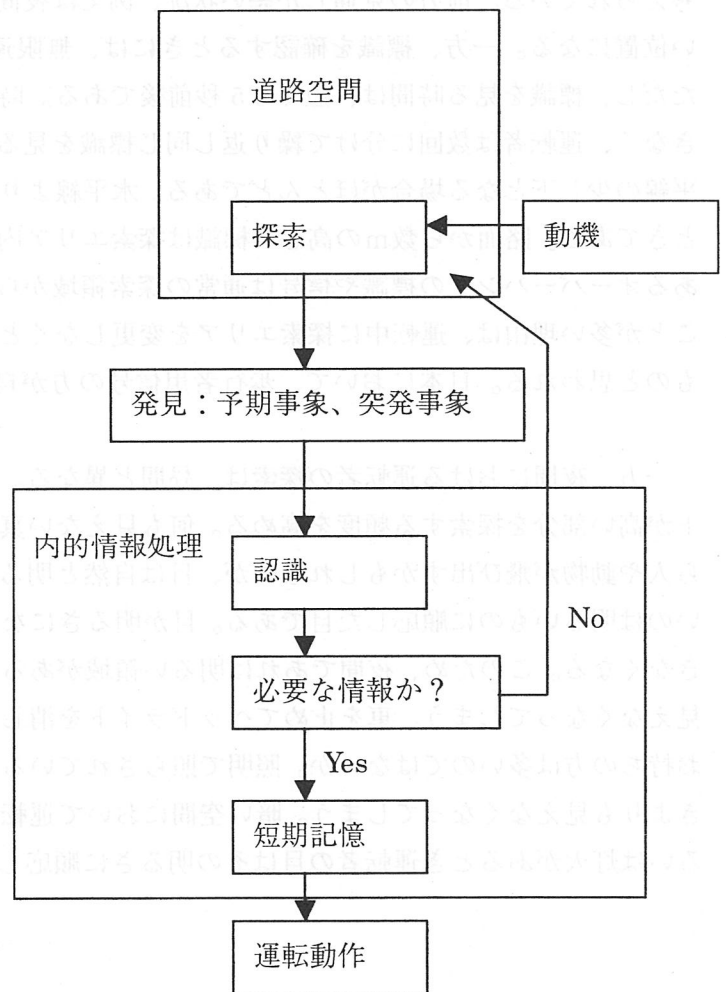 道路空間
探索
動機
発見：予期事象、突発事象
内的情報処理
認識
No
必要な情報か？
Yes
短期記憶
運転動作